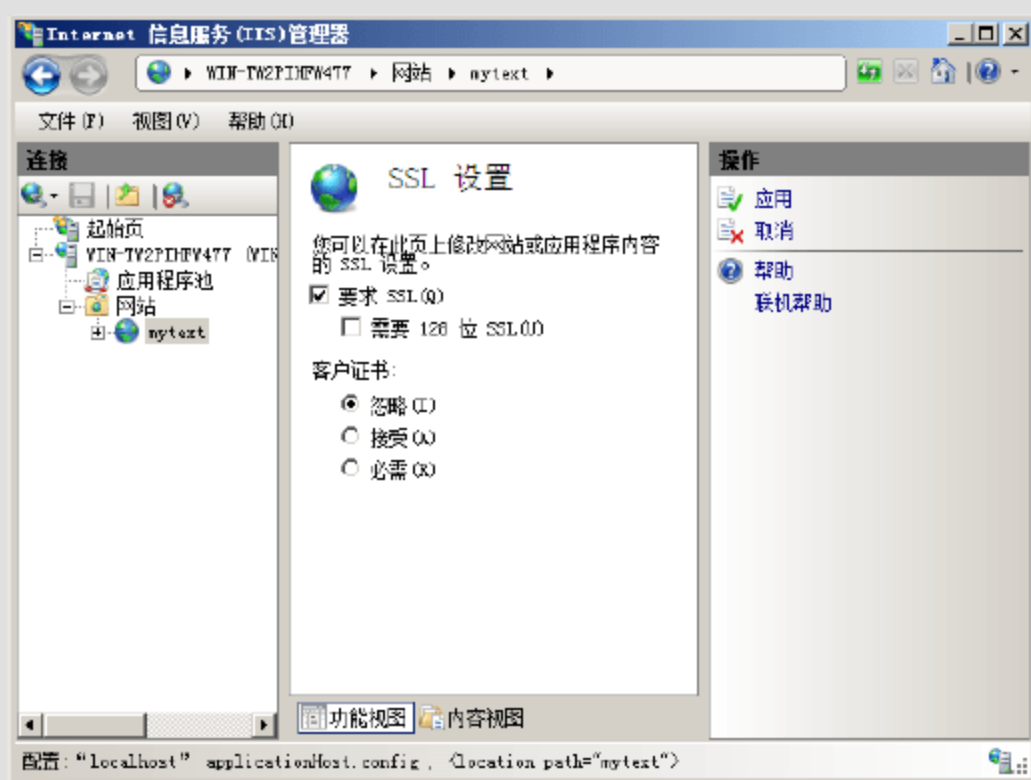 Internet 信息服务(IIS)管理器
WIN-TW2PIHFW477 网站 mytext
文件(F) 视图(V) 帮助(H)
连接
起始页
WIN-TW2PIHFW477 (WIN
应用程序池
网站
mytext
SSL 设置
您可以在此页上修改网站或应用程序内容
的 SSL 设置。
要求 SSL(Q)
需要 128 位 SSL(U)
客户证书:
忽略(I)
接受(A)
必需(R)
功能视图 内容视图
操作
应用
取消
帮助
联机帮助
配置:“localhost” applicationHost.config , <location path="mytext">